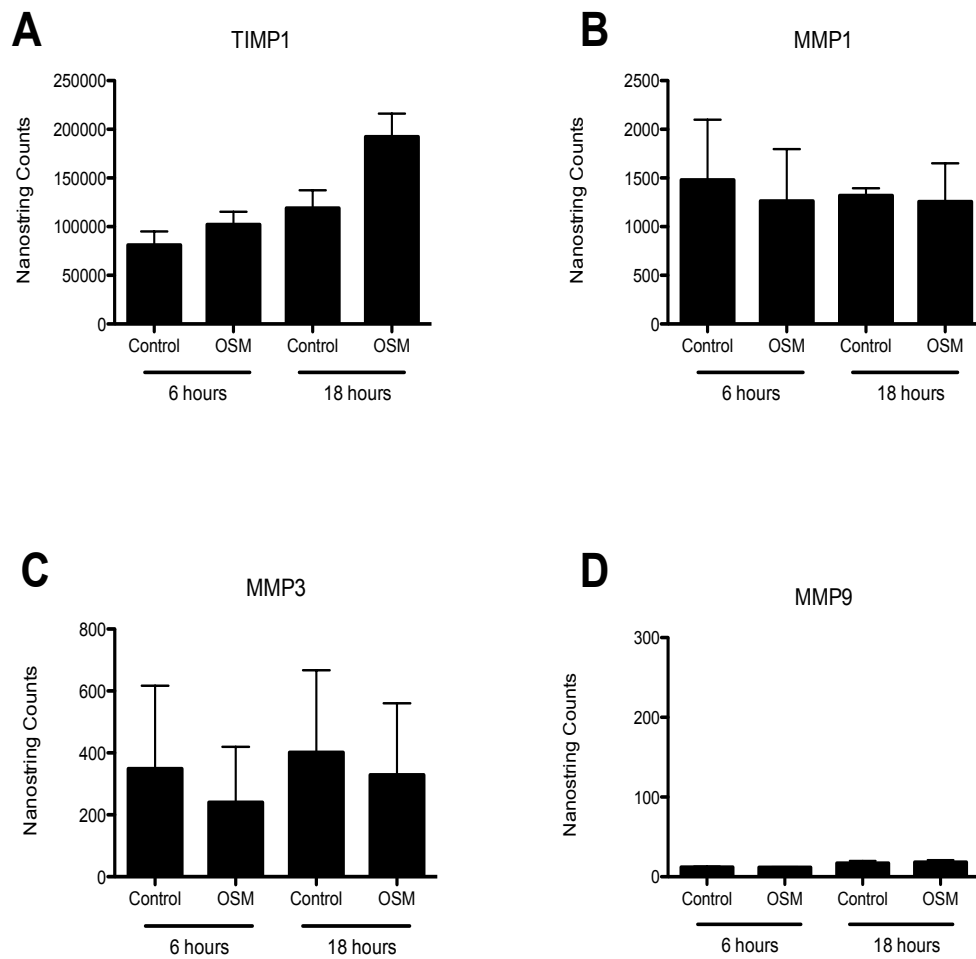 A
TIMP1
Nanostring Counts
250000
200000
150000
100000
50000
0
Control OSM Control OSM
6 hours 18 hours
B
MMP1
Nanostring Counts
2500
2000
1500
1000
500
0
Control OSM Control OSM
6 hours 18 hours
C
MMP3
Nanostring Counts
800
600
400
200
0
Control OSM Control OSM
6 hours 18 hours
D
MMP9
Nanostring Counts
300
200
100
0
Control OSM Control OSM
6 hours 18 hours